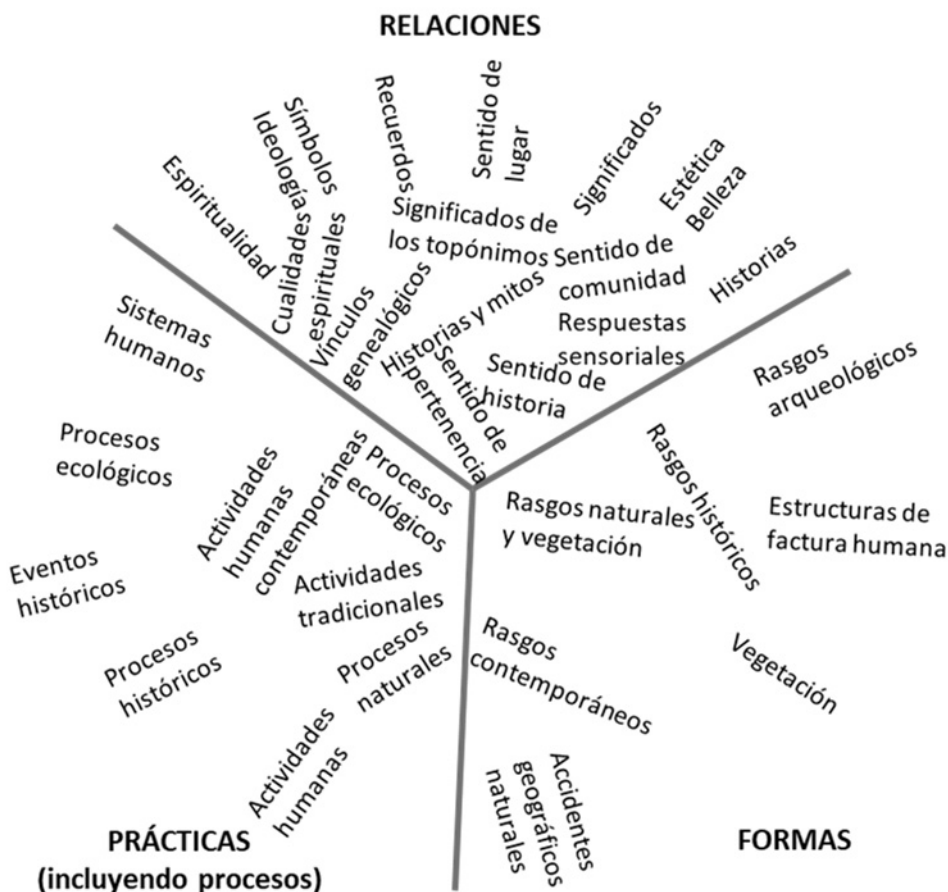 RELACIONES
Espiritualidad
Ideologías
Símbolos
Recuerdos
Sentido de
lugar
Significados
Estética
Belleza
Historias
Cualidades
espirituales
Vínculos
genealógicos
Significados de
los topónimos
Historias y mitos
Sentido de
comunidad
Respuestas
sensoriales
Sentido de
historia
Sentido de
pertenencia
Sistemas
humanos
Procesos
ecológicos
Eventos
históricos
Procesos
históricos
Actividades
humanas
contemporáneas
Procesos
ecológicos
Actividades
tradicionales
Procesos
naturales
Actividades
humanas
PRÁCTICAS
(incluyendo procesos)
Rasgos
arqueológicos
Rasgos históricos
Rasgos naturales
y vegetación
Estructuras de
factura humana
Rasgos
contemporáneos
Vegetación
Accidentes
geográficos
naturales
FORMAS